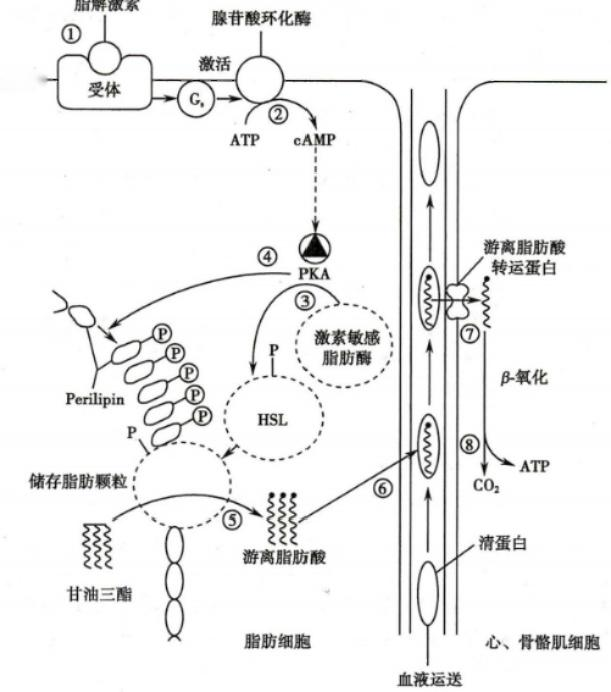 脂解激素
腺苷酸环化酶
①
激活
受体
Gs
②
ATP
cAMP
④
PKA
③
游离脂肪酸
转运蛋白
激素敏感
脂肪酶
⑦
P
P
P
P
P
P
Perilipin
HSL
β-氧化
P
储存脂肪颗粒
⑧
ATP
CO₂
⑥
⑤
游离脂肪酸
清蛋白
甘油三酯
脂肪细胞
心、骨骼肌细胞
血液运送